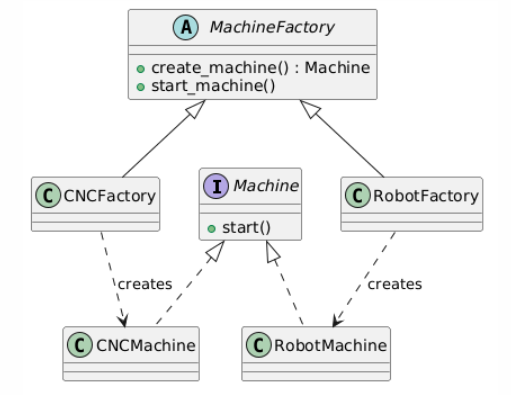 A MachineFactory
create_machine() : Machine
start_machine()
C CNCFactory
I Machine
start()
C RobotFactory
creates
creates
C CNCMachine
C RobotMachine